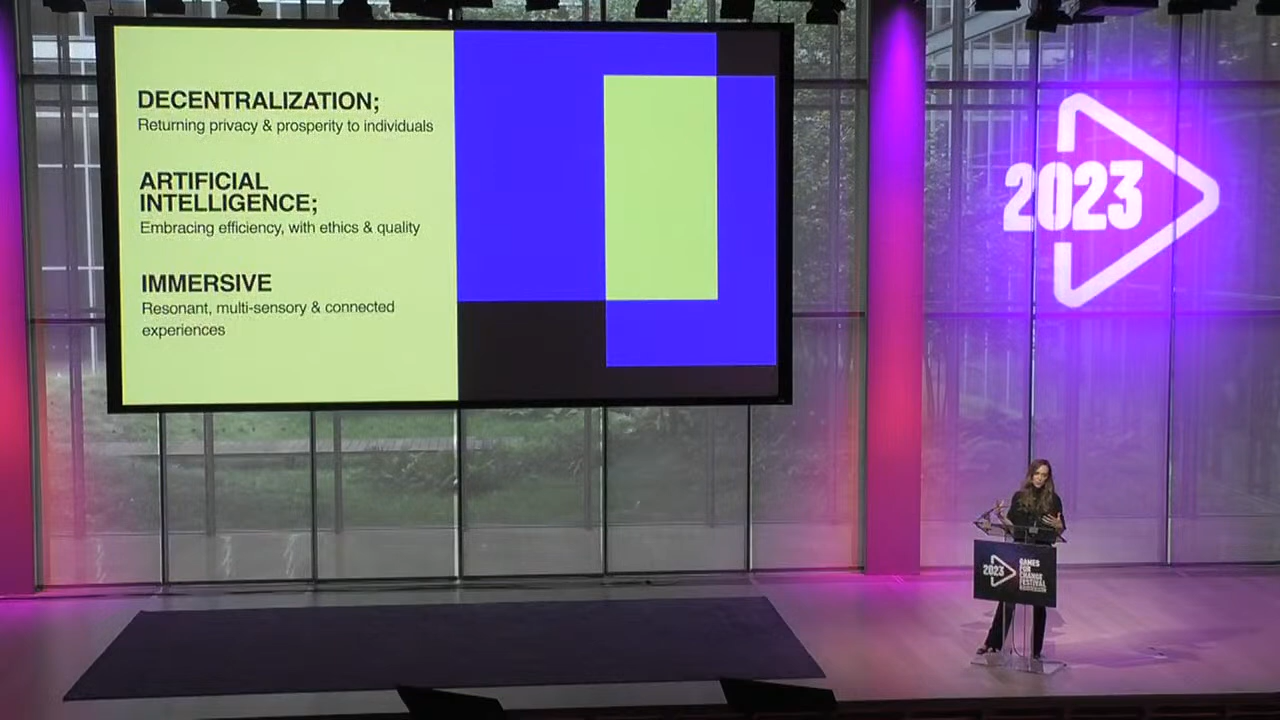 DECENTRALIZATION;
Returning privacy & prosperity to individuals
ARTIFICIAL
INTELLIGENCE;
Embracing efficiency, with ethics & quality
IMMERSIVE
Resonant, multi-sensory & connected
experiences
2023
2023
GAMES
FOR
CHANGE
FESTIVAL